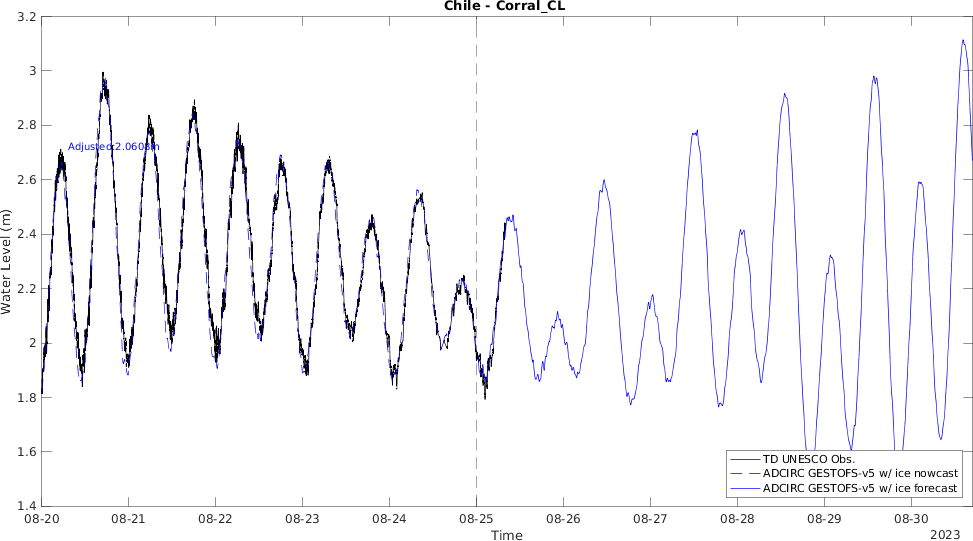 Chile - Corral_CL
3.2
3
2.8
2.6
2.4
2.2
2
1.8
1.6
1.4
Water Level (m)
Adjusted:2.0608m
TD UNESCO Obs.
ADCIRC GESTOFS-v5 w/ ice nowcast
ADCIRC GESTOFS-v5 w/ ice forecast
08-20 08-21 08-22 08-23 08-24 08-25 08-26 08-27 08-28 08-29 08-30
Time
2023